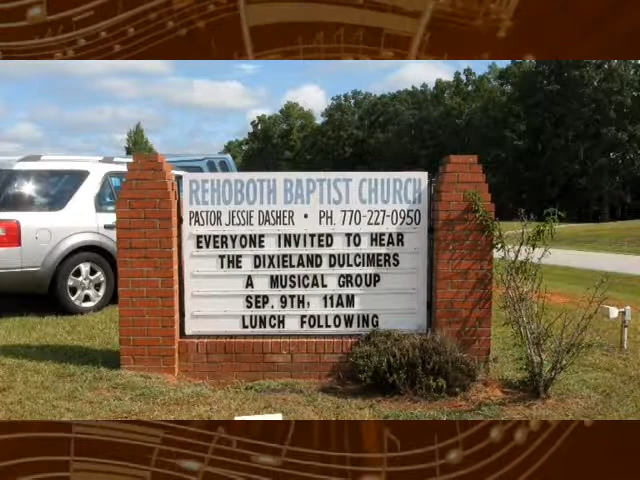 REHOBOTH BAPTIST CHURCH
PASTOR JESSIE DASHER • PH. 770-227-0950
EVERYONE INVITED TO HEAR
THE DIXIELAND DULCIMERS
A MUSICAL GROUP
SEP. 9TH, 11AM
LUNCH FOLLOWING